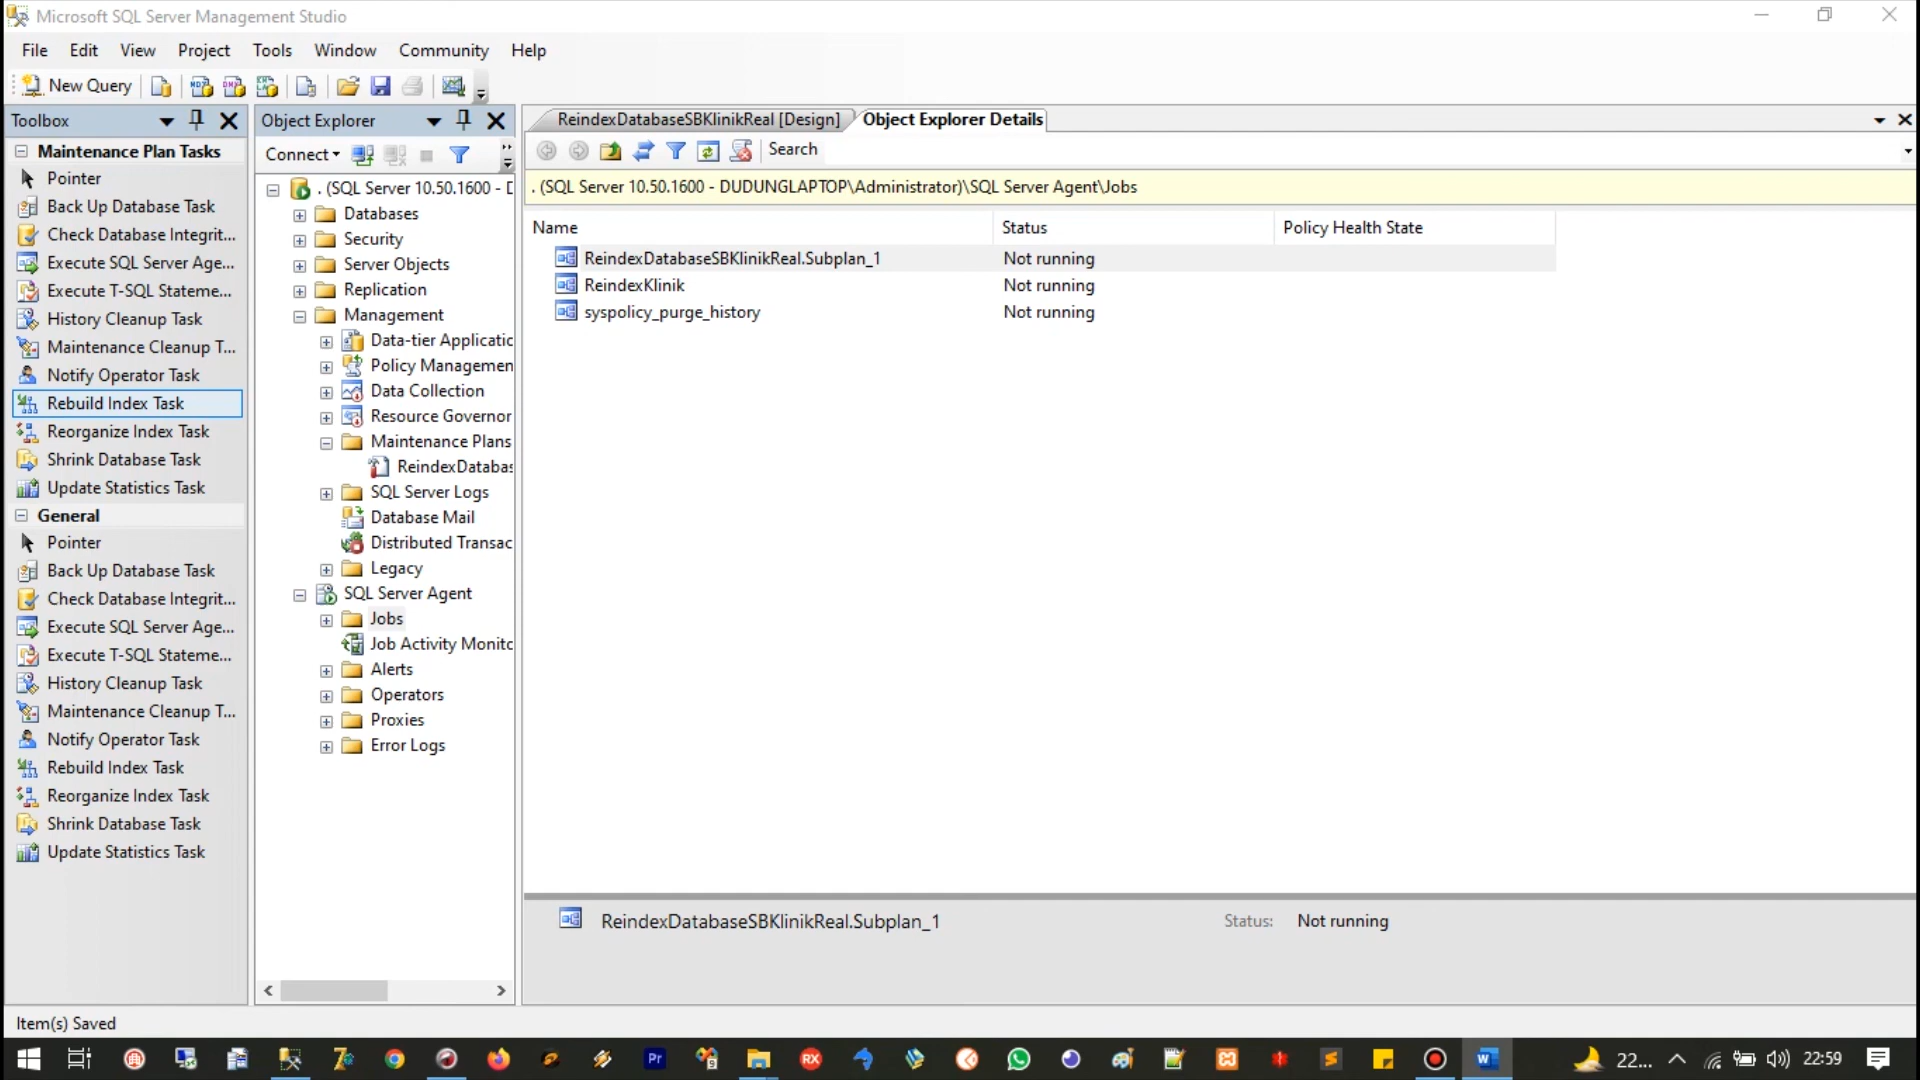 Microsoft SQL Server Management Studio
File Edit View Project Tools Window Community Help
New Query
Toolbox
Maintenance Plan Tasks
Pointer
Back Up Database Task
Check Database Integrit...
Execute SQL Server Age...
Execute T-SQL Stateme...
History Cleanup Task
Maintenance Cleanup T...
Notify Operator Task
Rebuild Index Task
Reorganize Index Task
Shrink Database Task
Update Statistics Task
General
Pointer
Back Up Database Task
Check Database Integrit...
Execute SQL Server Age...
Execute T-SQL Stateme...
History Cleanup Task
Maintenance Cleanup T...
Notify Operator Task
Rebuild Index Task
Reorganize Index Task
Shrink Database Task
Update Statistics Task
Object Explorer
Connect
. (SQL Server 10.50.1600 - D
Databases
Security
Server Objects
Replication
Management
Data-tier Applicatic
Policy Managemen
Data Collection
Resource Governor
Maintenance Plans
ReindexDatabas
SQL Server Logs
Database Mail
Distributed Transac
Legacy
SQL Server Agent
Jobs
Job Activity Monito
Alerts
Operators
Proxies
Error Logs
ReindexDatabaseSBKlinikReal [Design] Object Explorer Details
Search
. (SQL Server 10.50.1600 - DUDUNGLAPTOP\Administrator)\SQL Server Agent\Jobs
Name Status Policy Health State
ReindexDatabaseSBKlinikReal.Subplan_1 Not running
ReindexKlinik Not running
syspolicy_purge_history Not running
ReindexDatabaseSBKlinikReal.Subplan_1 Status: Not running
Item(s) Saved
22... 22:59